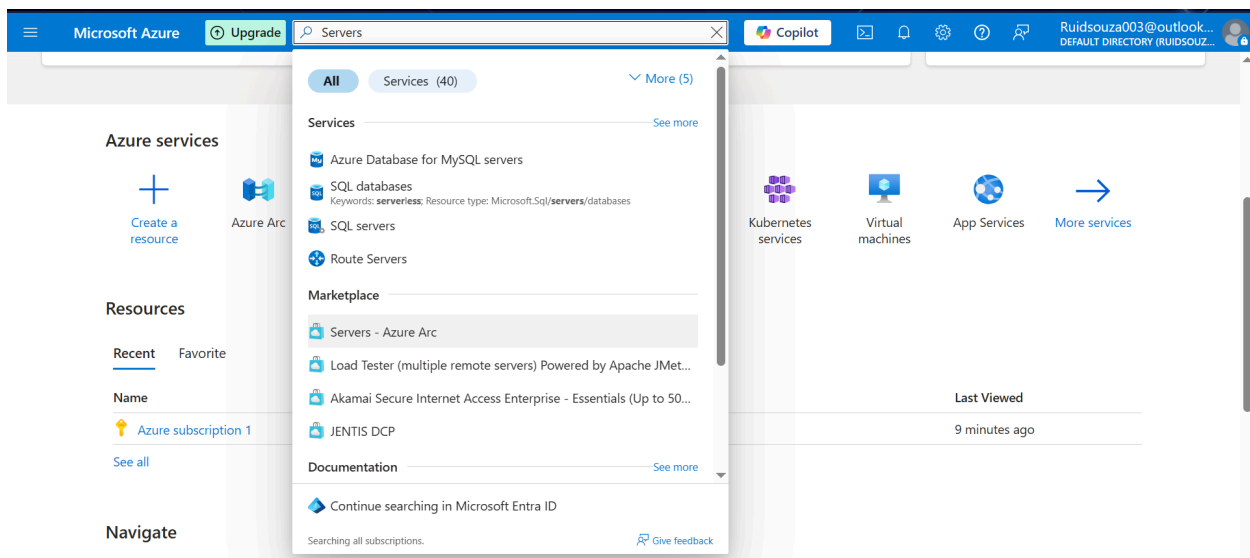 Microsoft Azure
Upgrade
Servers
Copilot
Ruidsouza003@outlook...
DEFAULT DIRECTORY (RUIDSOUZ...
All
Services (40)
More (5)
Services
See more
Azure Database for MySQL servers
SQL databases
Keywords: serverless; Resource type: Microsoft.Sql/servers/databases
SQL servers
Route Servers
Marketplace
Servers - Azure Arc
Load Tester (multiple remote servers) Powered by Apache JMet...
Akamai Secure Internet Access Enterprise - Essentials (Up to 50...
JENTIS DCP
Documentation
See more
Continue searching in Microsoft Entra ID
Searching all subscriptions.
Give feedback
Azure services
Create a
resource
Azure Arc
Kubernetes
services
Virtual
machines
App Services
More services
Resources
Recent
Favorite
Name
Last Viewed
Azure subscription 1
9 minutes ago
See all
Navigate